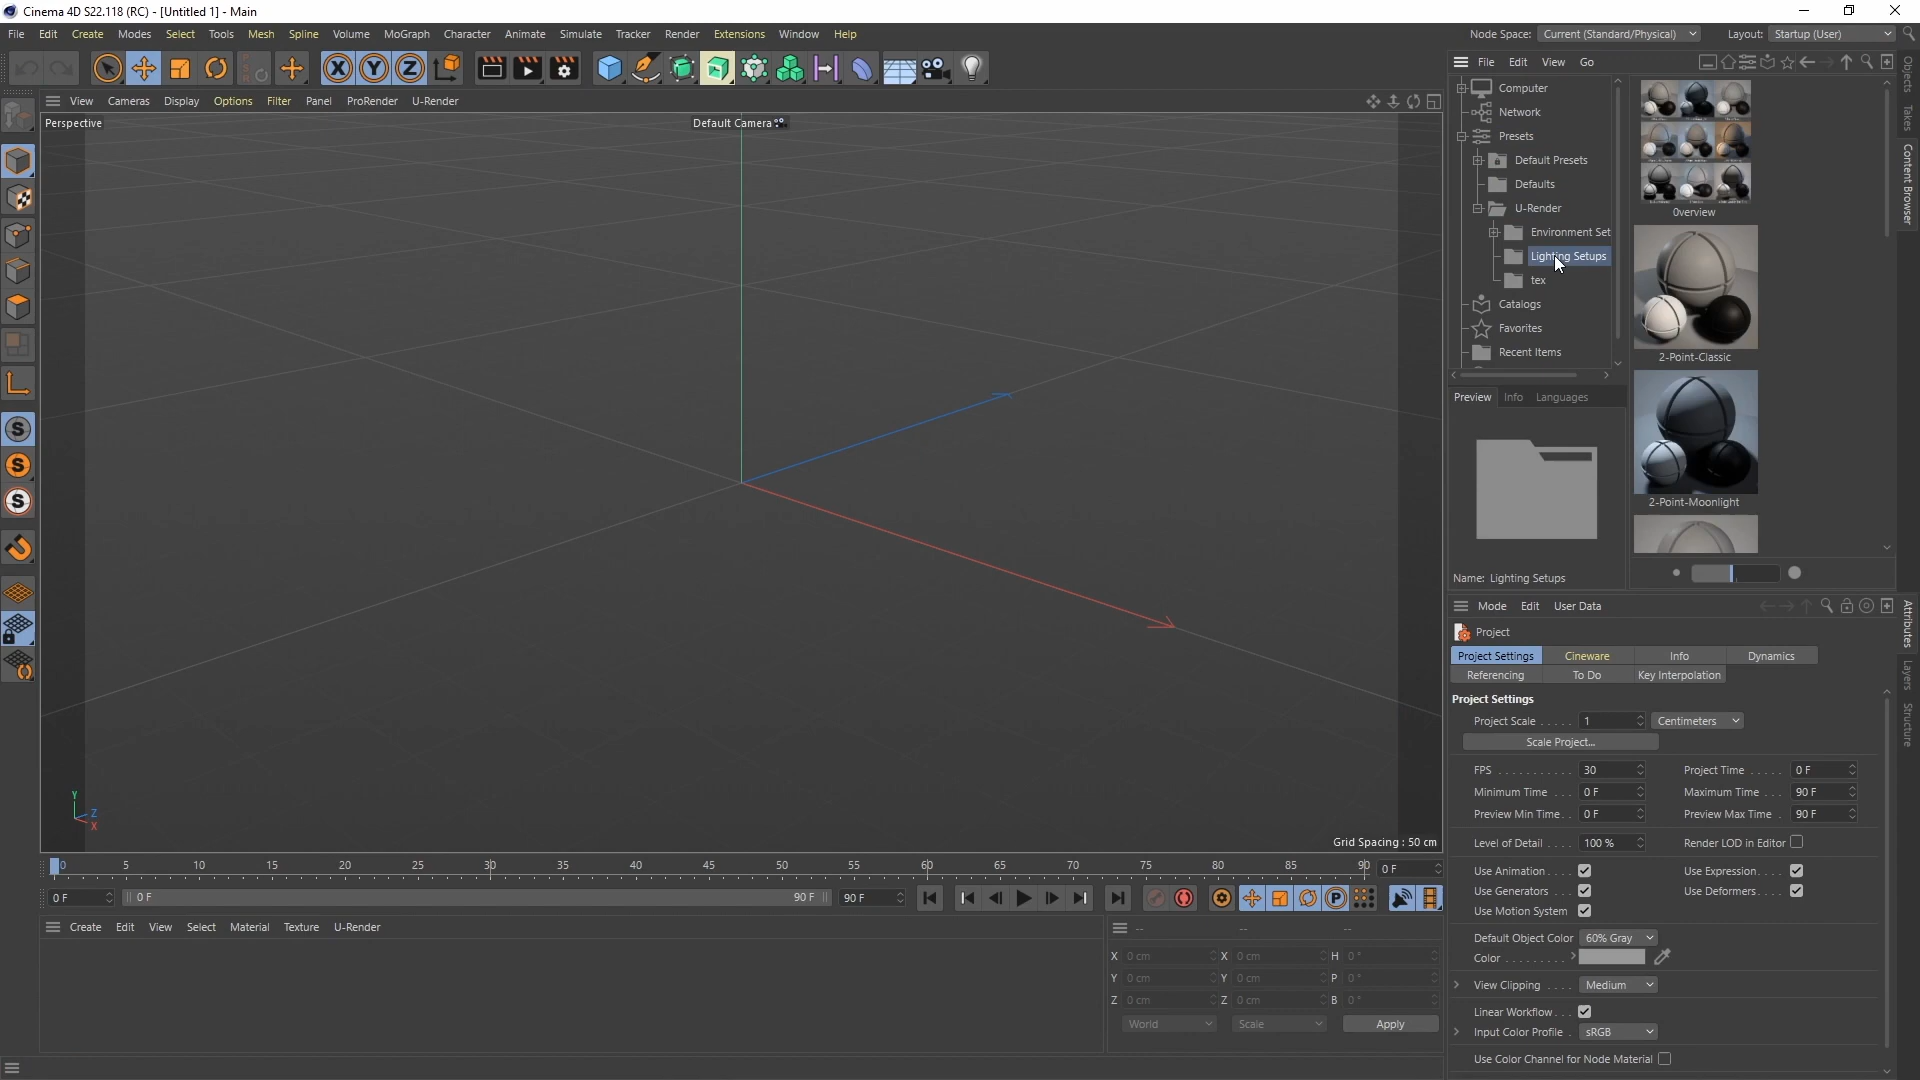 Cinema 4D S22.118 (RC) - [Untitled 1] - Main
File Edit Create Modes Select Tools Mesh Spline Volume MoGraph Character Animate Simulate Tracker Render Extensions Window Help
Node Space: Current (Standard/Physical) Layout: Startup (User)
X Y Z
View Cameras Display Options Filter Panel ProRender U-Render
Perspective
Default Camera
Y
Z
X
Grid Spacing : 50 cm
S
S
S
File Edit View Go
Computer
Network
Presets
Default Presets
Defaults
U-Render
Environment Set
Lighting Setups
tex
Catalogs
Favorites
Recent Items
Overview
2-Point-Classic
2-Point-Moonlight
Preview Info Languages
Name: Lighting Setups
Objects
Takes
Content Browser
Mode Edit User Data
Project
Project Settings Cineware Info Dynamics
Referencing To Do Key Interpolation
Project Settings
Project Scale . . . . . 1 Centimeters
Scale Project...
FPS . . . . . . . . . . . 30 Project Time . . . . . 0 F
Minimum Time . . . 0 F Maximum Time . . . 90 F
Preview Min Time. . 0 F Preview Max Time . 90 F
Level of Detail . . . . 100 % Render LOD in Editor
Use Animation. . . . Use Expression. . . .
Use Generators . . . Use Deformers. . . .
Use Motion System
Default Object Color 60% Gray
Color . . . . . . . . .
View Clipping . . . . Medium
Linear Workflow. . .
Input Color Profile . sRGB
Use Color Channel for Node Material
Attributes
Layers
Structure
0 5 10 15 20 25 30 35 40 45 50 55 60 65 70 75 80 85 90 0 F
0 F 0 F 90 F 90 F P
Create Edit View Select Material Texture U-Render
-- -- --
X 0 cm X 0 cm H 0 °
Y 0 cm Y 0 cm P 0 °
Z 0 cm Z 0 cm B 0 °
World Scale Apply